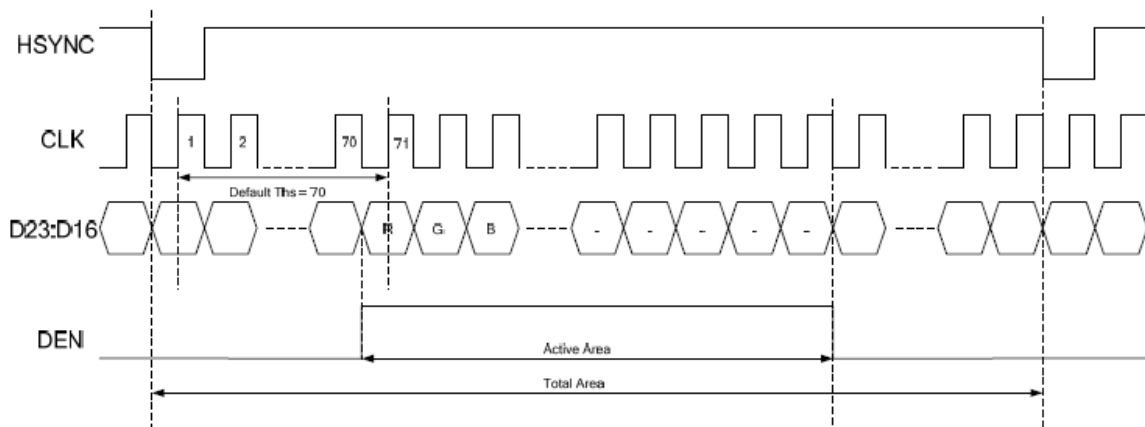 HSYNC
CLK
1 2 70 71
Default Ths = 70
D23:D16
R G B - - - - -
DEN
Active Area
Total Area